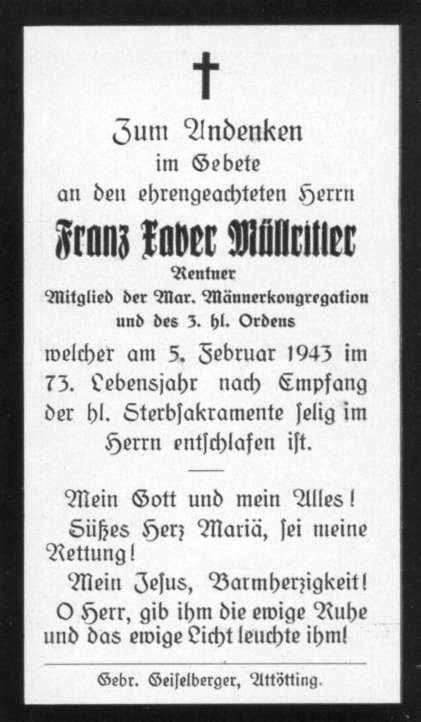 Zum Andenken
im Gebete
an den ehrengeachteten Herrn
Franz Xaver Müllritter
Rentner
Mitglied der Mar. Männerkongregation
und des 3. hl. Ordens
welcher am 5. Februar 1943 im
73. Lebensjahr nach Empfang
der hl. Sterbsakramente selig im
Herrn entschlafen ist.
Mein Gott und mein Alles!
Süßes Herz Mariä, sei meine
Rettung!
Mein Jesus, Barmherzigkeit!
O Herr, gib ihm die ewige Ruhe
und das ewige Licht leuchte ihm!
Gebr. Geiselberger, Altötting.